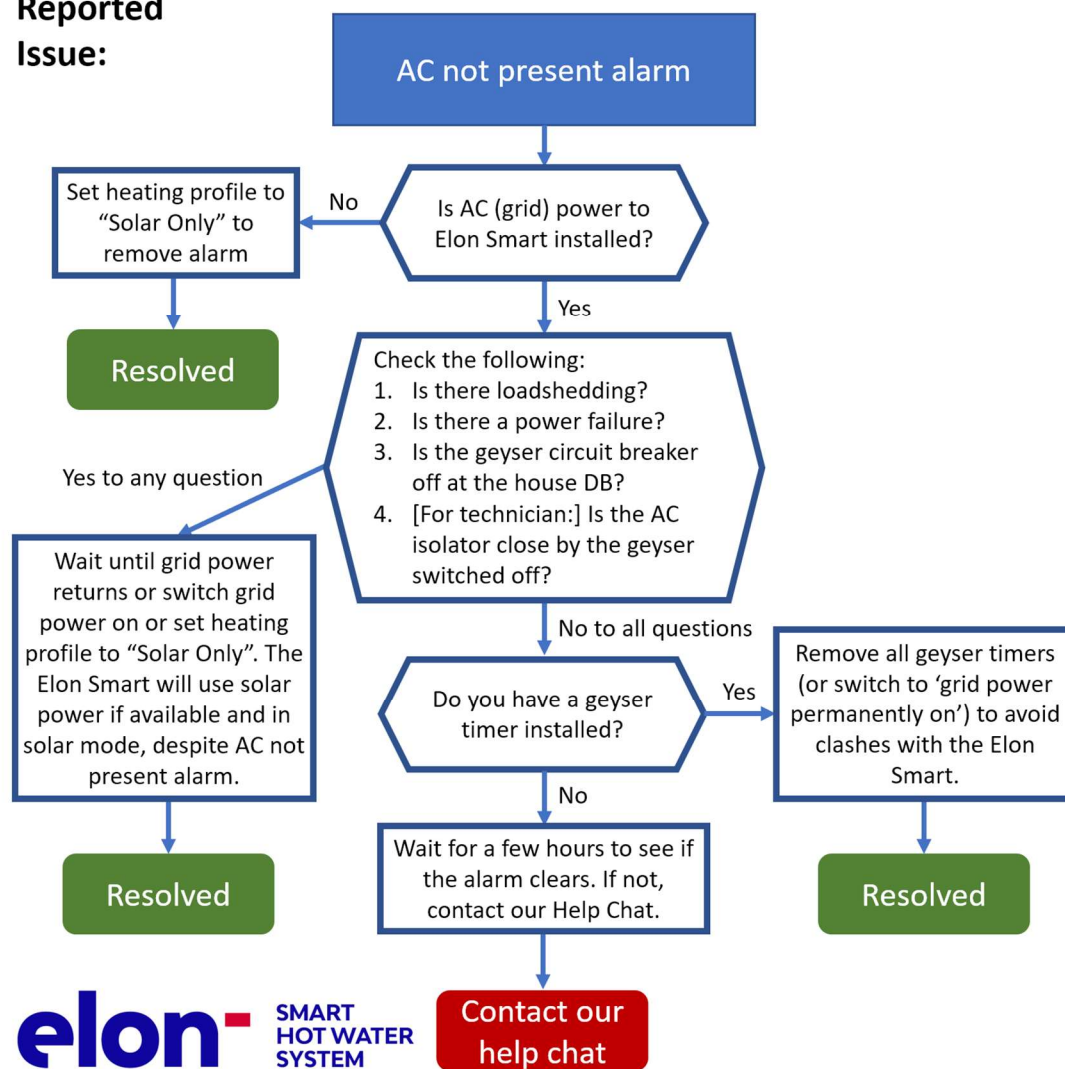 Reported
Issue:
AC not present alarm
Set heating profile to
“Solar Only” to
remove alarm
No
Is AC (grid) power to
Elon Smart installed?
Yes
Resolved
Check the following:
1. Is there loadshedding?
2. Is there a power failure?
3. Is the geyser circuit breaker
off at the house DB?
4. [For technician:] Is the AC
isolator close by the geyser
switched off?
Yes to any question
Wait until grid power
returns or switch grid
power on or set heating
profile to “Solar Only”. The
Elon Smart will use solar
power if available and in
solar mode, despite AC not
present alarm.
No to all questions
Do you have a geyser
timer installed?
Yes
Remove all geyser timers
(or switch to ‘grid power
permanently on’) to avoid
clashes with the Elon
Smart.
No
Wait for a few hours to see if
the alarm clears. If not,
contact our Help Chat.
Resolved
Resolved
Contact our
help chat
elon
SMART
HOT WATER
SYSTEM